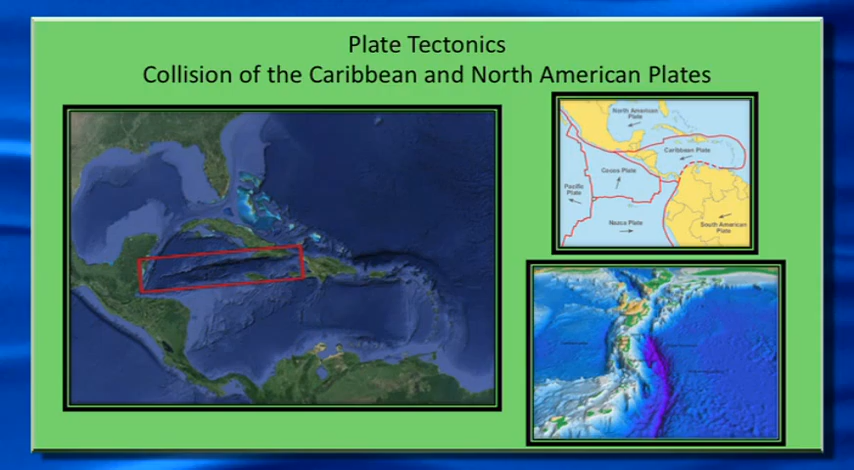 Plate Tectonics
Collision of the Caribbean and North American Plates
North American
Plate
Caribbean Plate
Cocos Plate
Pacific
Plate
Nazca Plate
South American
Plate